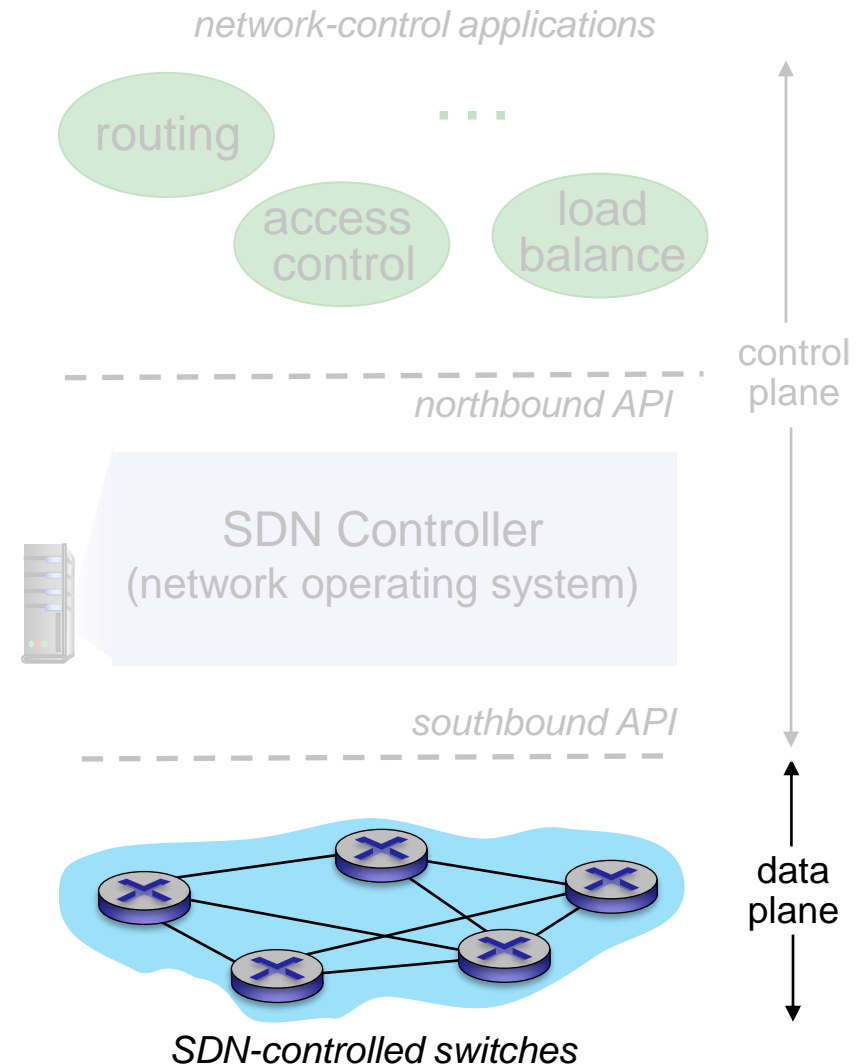 network-control applications
routing
. . .
access
control
load
balance
control
plane
northbound API
SDN Controller
(network operating system)
southbound API
data
plane
SDN-controlled switches